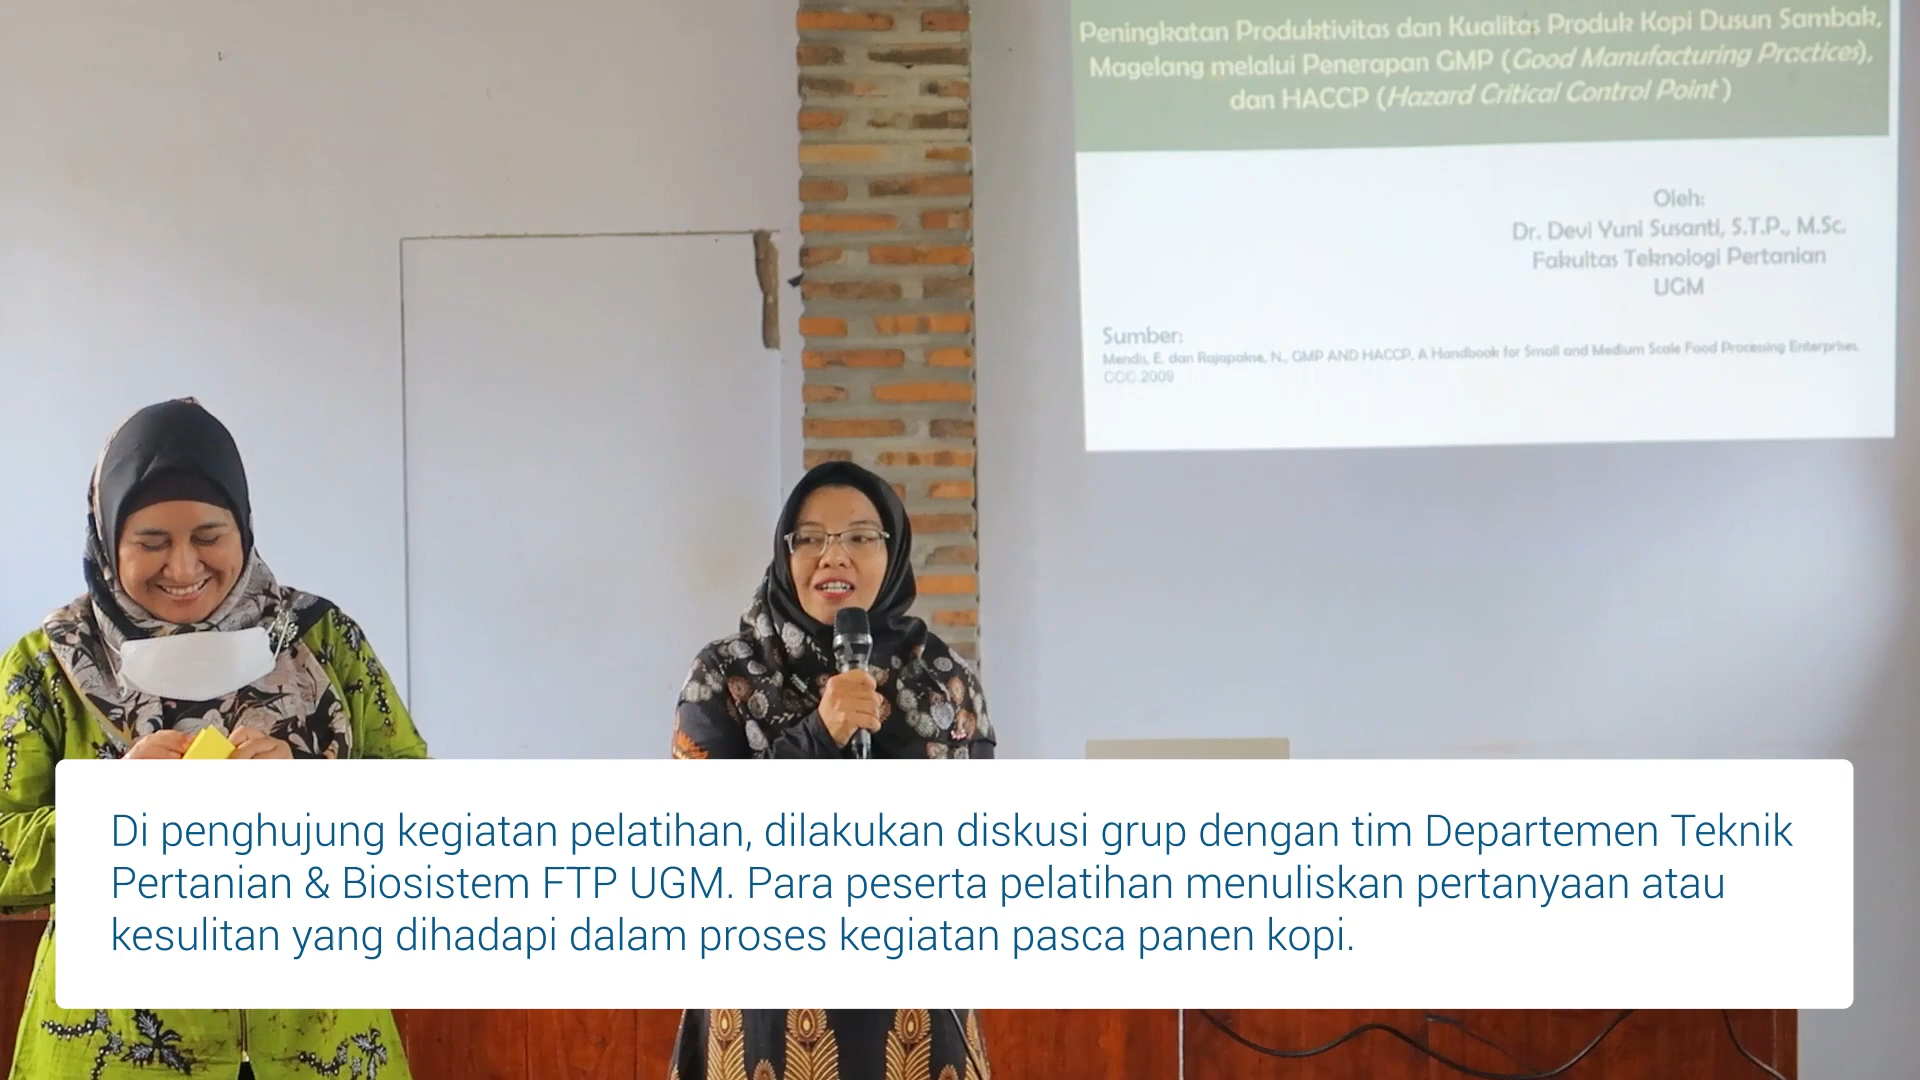 Peningkatan Produktivitas dan Kualitas Produk Kopi Dusun Sambak,
Magelang melalui Penerapan GMP (Good Manufacturing Practices),
dan HACCP (Hazard Critical Control Point)
Oleh:
Dr. Devi Yuni Susanti, S.T.P., M.Sc.
Fakultas Teknologi Pertanian
UGM
Sumber:
Mendis, E. dan Rajapakse, N., GMP AND HACCP, A Handbook for Small and Medium Scale Food Processing Enterprises,
CCC.2009
Di penghujung kegiatan pelatihan, dilakukan diskusi grup dengan tim Departemen Teknik
Pertanian & Biosistem FTP UGM. Para peserta pelatihan menuliskan pertanyaan atau
kesulitan yang dihadapi dalam proses kegiatan pasca panen kopi.